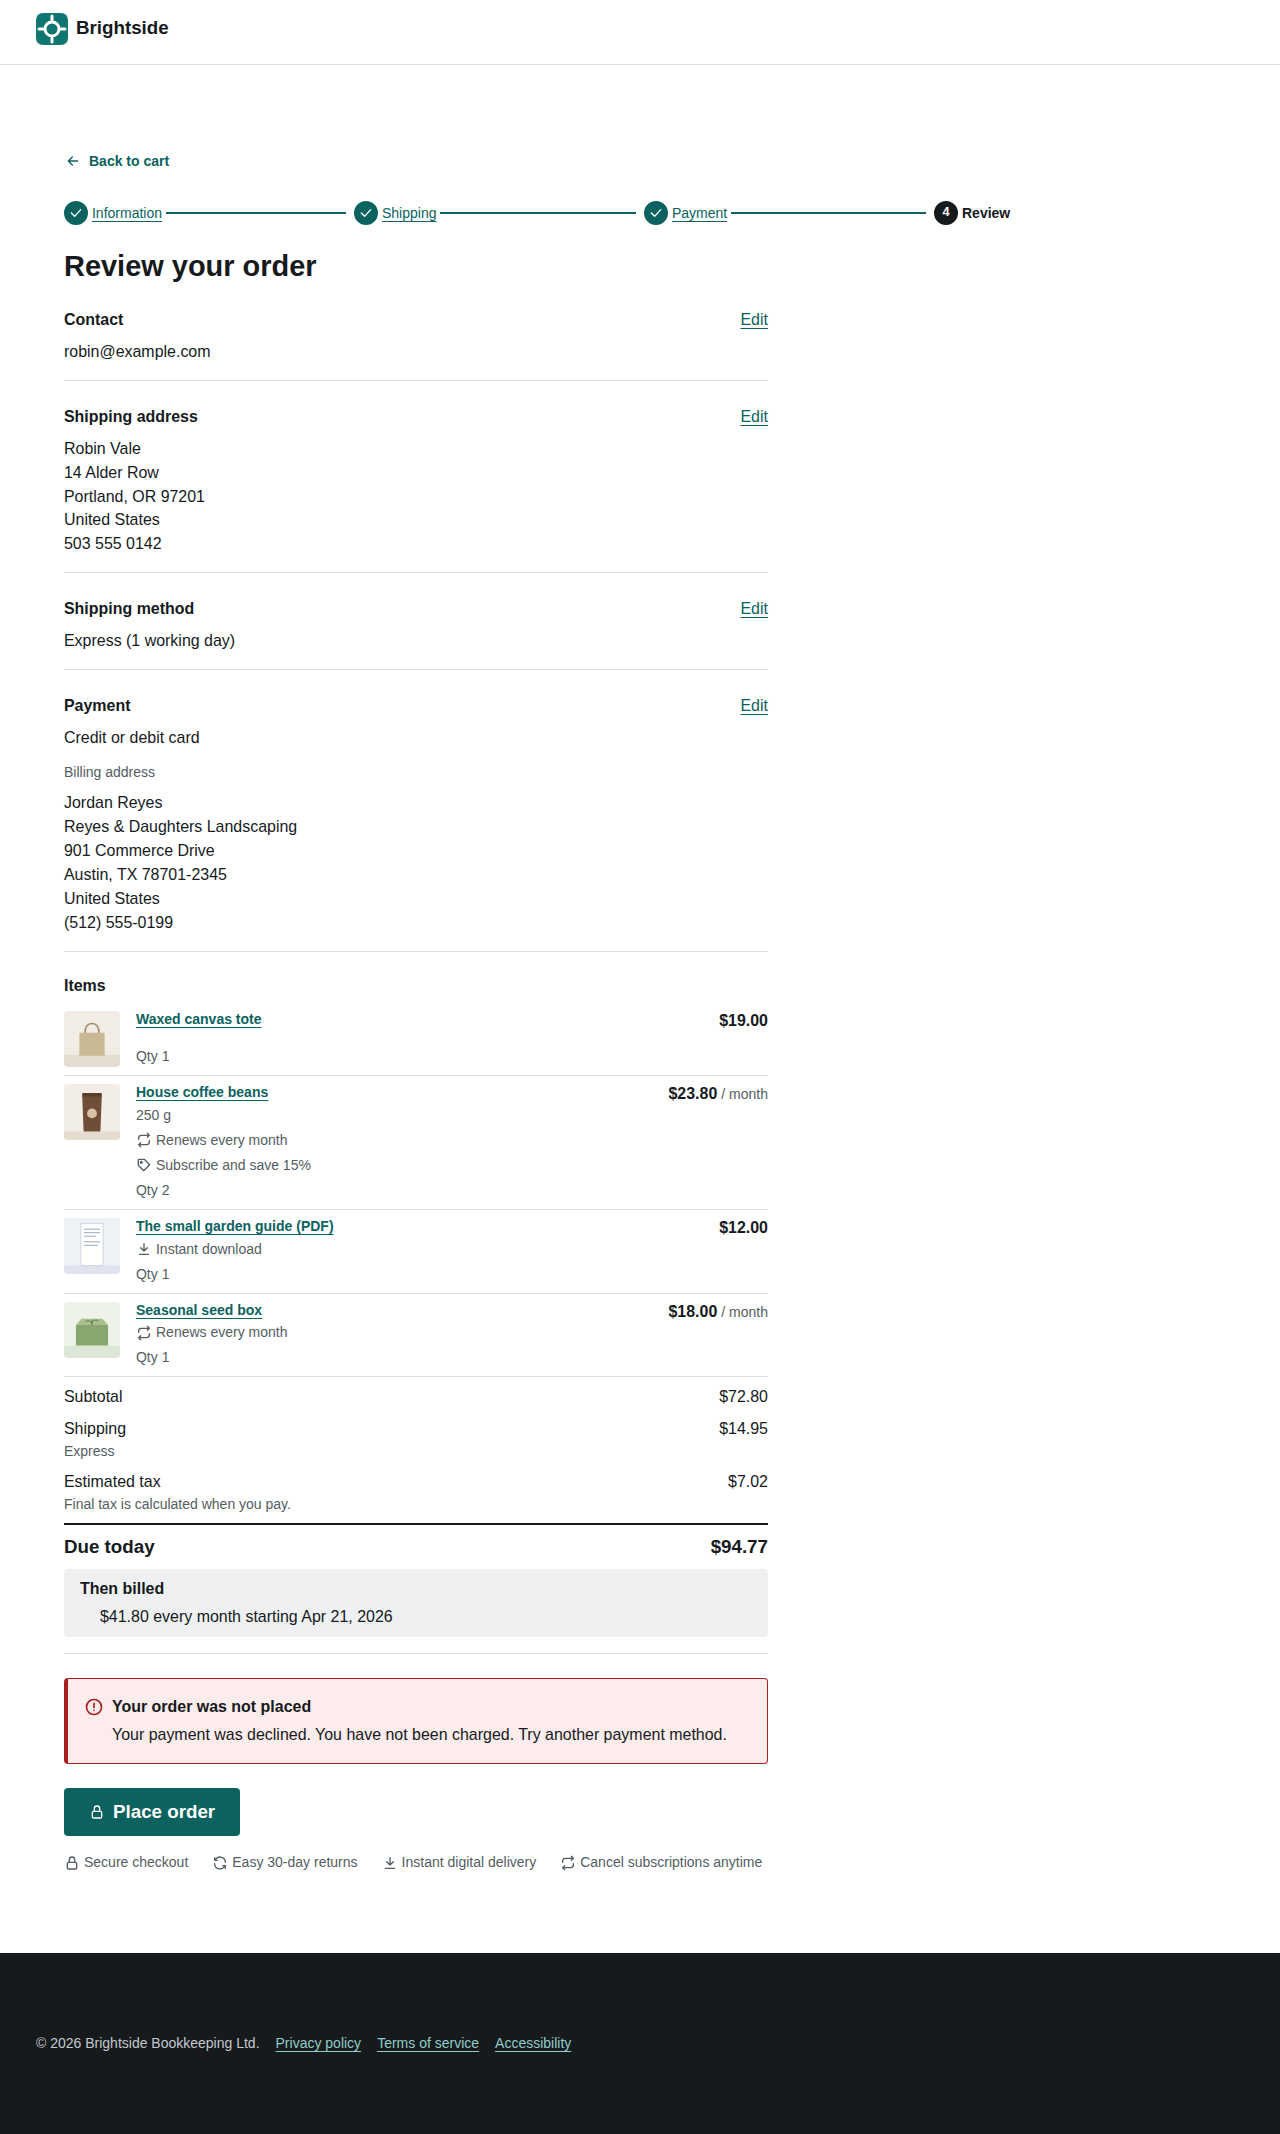 Brightside
Back to cart
Information
Shipping
Payment
4 Review
Review your order
Contact
Edit
robin@example.com
Shipping address
Edit
Robin Vale
14 Alder Row
Portland, OR 97201
United States
503 555 0142
Shipping method
Edit
Express (1 working day)
Payment
Edit
Credit or debit card
Billing address
Jordan Reyes
Reyes & Daughters Landscaping
901 Commerce Drive
Austin, TX 78701-2345
United States
(512) 555-0199
Items
Waxed canvas tote
$19.00
Qty 1
House coffee beans
$23.80 / month
250 g
Renews every month
Subscribe and save 15%
Qty 2
The small garden guide (PDF)
$12.00
Instant download
Qty 1
Seasonal seed box
$18.00 / month
Renews every month
Qty 1
Subtotal
$72.80
Shipping
$14.95
Express
Estimated tax
$7.02
Final tax is calculated when you pay.
Due today
$94.77
Then billed
$41.80 every month starting Apr 21, 2026
Your order was not placed
Your payment was declined. You have not been charged. Try another payment method.
Place order
Secure checkout
Easy 30-day returns
Instant digital delivery
Cancel subscriptions anytime
© 2026 Brightside Bookkeeping Ltd.
Privacy policy
Terms of service
Accessibility